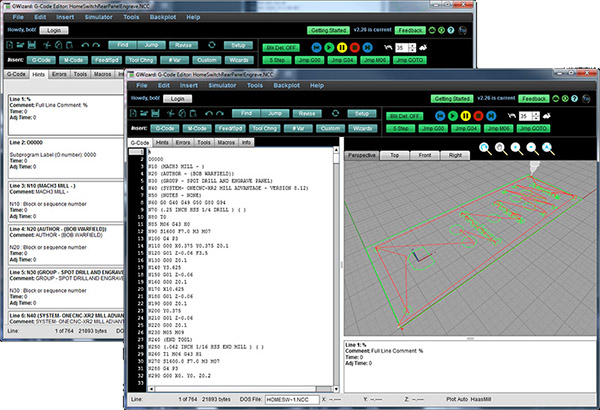 GWizard: G-Code Editor: HomeSwitchRearPanelEngrave.NCC
File Edit Insert Simulator Tools Backplot Help
Howdy, bob! Login Getting Started v2.26 is current Feedback
Find Jump Revise Setup Blk Del: OFF 35
Insert: G-Code M-Code Feed/Spd Tool Chng # Var Custom Wizards S Step Jmp G00 Jmp G04 Jmp M06 Jmp GOTO
G-Code Hints Errors Tools Macros Info
Line 1: %
Comment: Full Line Comment: %
Adj Time: 0
Line 2: O0000
Subprogram Label (O number): 0000
Adj Time: 0
Line 3: N10 (MACH3 MILL - )
Comment: MACH3 MILL -
N10 : Block or sequence number
Adj Time: 0
Line 4: N20 (AUTHOR - (BOB WARFIELD))
Comment: AUTHOR - (BOB WARFIELD)
N20 : Block or sequence number
Adj Time: 0
Line 5: N30 (GROUP - SPOT DRILL AND
Comment: GROUP - SPOT DRILL AND ENGRAVE
N30 : Block or sequence number
Adj Time: 0
Line 6: N40 (SYSTEM- ONECNC-XR2 MILL
Comment: SYSTEM- ONECNC-XR2 MILL
Line: 1 of 764 21893 bytes
GWizard: G-Code Editor: HomeSwitchRearPanelEngrave.NCC
File Edit Insert Simulator Tools Backplot Help
Howdy, bob! Login Getting Started v2.26 is current Feedback
Find Jump Revise Setup Blk Del: OFF 35
Insert: G-Code M-Code Feed/Spd Tool Chng # Var Custom Wizards S Step Jmp G00 Jmp G04 Jmp M06 Jmp GOTO
G-Code Hints Errors Tools Macros Info
Perspective Top Front Right
1 %
2 O0000
3 N10 (MACH3 MILL - )
4 N20 (AUTHOR - (BOB WARFIELD))
5 N30 (GROUP - SPOT DRILL AND ENGRAVE PANEL)
6 N40 (SYSTEM- ONECNC-XR2 MILL ADVANTAGE - VERSION 8.12)
7 N50 (NOTES - NONE)
8 N60 G0 G40 G49 G50 G80 G94
9 N70 (.25 INCH HSS 1/4 DRILL ) ( )
10 N80 T0
11 N85 M06 G43 H0
12 N90 S1600 F7.0 M3 M07
13 N100 G4 P3
14 N110 G00 X0.375 Y0.375 Z0.1
15 N120 G01 Z-0.06 F3.5
16 N130 G00 Z0.1
17 N140 Y3.625
18 N150 G01 Z-0.06
19 N160 G00 Z0.1
20 N170 X10.625
21 N180 G01 Z-0.06
22 N190 G00 Z0.1
23 N200 Y0.375
24 N210 G01 Z-0.06
25 N220 G00 Z0.1
26 N230 M05 M09
27 N240 (END TOOL)
28 N250 (.062 INCH 1/16 HSS END MILL ) ( )
29 N260 T1 M06 G43 H1
30 N270 S1600.0 F7.0 M3 M07
31 N280 G4 P3
32 N290 G00 X0. Y0. Z0.2
33
Line 1: %
Comment: Full Line Comment: %
Adj Time: 0
Line: 1 of 764 21893 bytes DOS File: HOMESW~1.NCC X: --.---- Y: --.---- Z: --.---- Plot Auto HaasMill